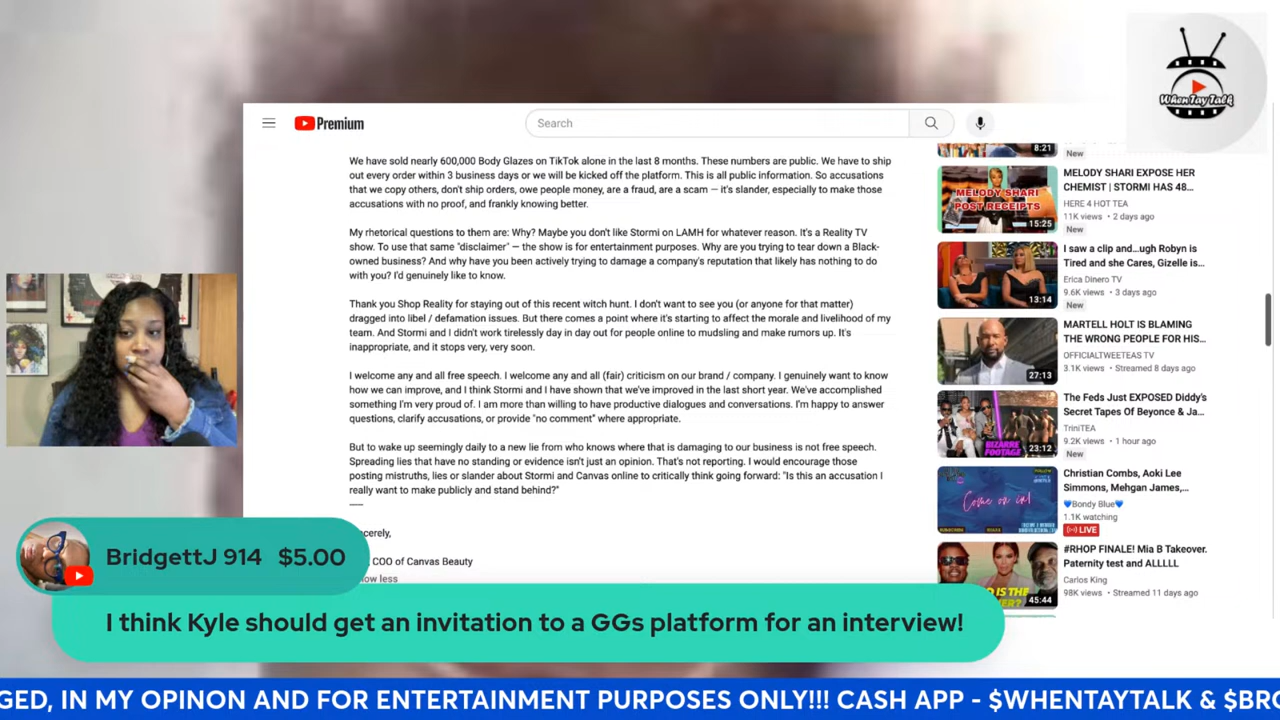 WhenTayTalk
Premium
Search
We have sold nearly 600,000 Body Glazes on TikTok alone in the last 8 months. These numbers are public. We have to ship
out every order within 3 business days or we will be kicked off the platform. This is all public information. So accusations
that we copy others, don't ship orders, owe people money, are a fraud, are a scam — it's slander, especially to make those
accusations with no proof, and frankly knowing better.
My rhetorical questions to them are: Why? Maybe you don't like Stormi on LAMH for whatever reason. It's a Reality TV
show. To use that same "disclaimer" — the show is for entertainment purposes. Why are you trying to tear down a Black-
owned business? And why have you been actively trying to damage a company's reputation that likely has nothing to do
with you? I'd genuinely like to know.
Thank you Shop Reality for staying out of this recent witch hunt. I don't want to see you (or anyone for that matter)
dragged into libel / defamation issues. But there comes a point where it's starting to affect the morale and livelihood of my
team. And Stormi and I didn't work tirelessly day in day out for people online to mudsling and make rumors up. It's
inappropriate, and it stops very, very soon.
I welcome any and all free speech. I welcome any and all (fair) criticism on our brand / company. I genuinely want to know
how we can improve, and I think Stormi and I have shown that we've improved in the last short year. We've accomplished
something I'm very proud of. I am more than willing to have productive dialogues and conversations. I'm happy to answer
questions, clarify accusations, or provide "no comment" where appropriate.
But to wake up seemingly daily to a new lie from who knows where that is damaging to our business is not free speech.
Spreading lies that have no standing or evidence isn't just an opinion. That's not reporting. I would encourage those
posting mistruths, lies or slander about Stormi and Canvas online to critically think going forward: "Is this an accusation I
really want to make publicly and stand behind?"
cerely,
COO of Canvas Beauty
ow less
8:21
New
MELODY SHARI
POST RECEIPTS
15:25
MELODY SHARI EXPOSE HER
CHEMIST | STORMI HAS 48...
HERE 4 HOT TEA
11K views • 2 days ago
New
13:14
I saw a clip and...ugh Robyn is
Tired and she Cares, Gizelle is...
Erica Dinero TV
9.6K views • 3 days ago
New
27:13
MARTELL HOLT IS BLAMING
THE WRONG PEOPLE FOR HIS...
OFFICIALTWEETEAS TV
3.1K views • Streamed 8 days ago
BIZARRE
FOOTAGE
23:12
The Feds Just EXPOSED Diddy's
Secret Tapes Of Beyonce & Ja...
TriniTEA
9.2K views • 1 hour ago
New
Come on in!
Christian Combs, Aoki Lee
Simmons, Mehgan James,...
Bondy Blue
1.1K watching
LIVE
O IS THE
HER?
45:44
#RHOP FINALE! Mia B Takeover.
Paternity test and ALLLLL
Carlos King
98K views • Streamed 11 days ago
BridgettJ 914 $5.00
I think Kyle should get an invitation to a GGs platform for an interview!
GED, IN MY OPINON AND FOR ENTERTAINMENT PURPOSES ONLY!!! CASH APP - $WHENTAYTALK & $BRO